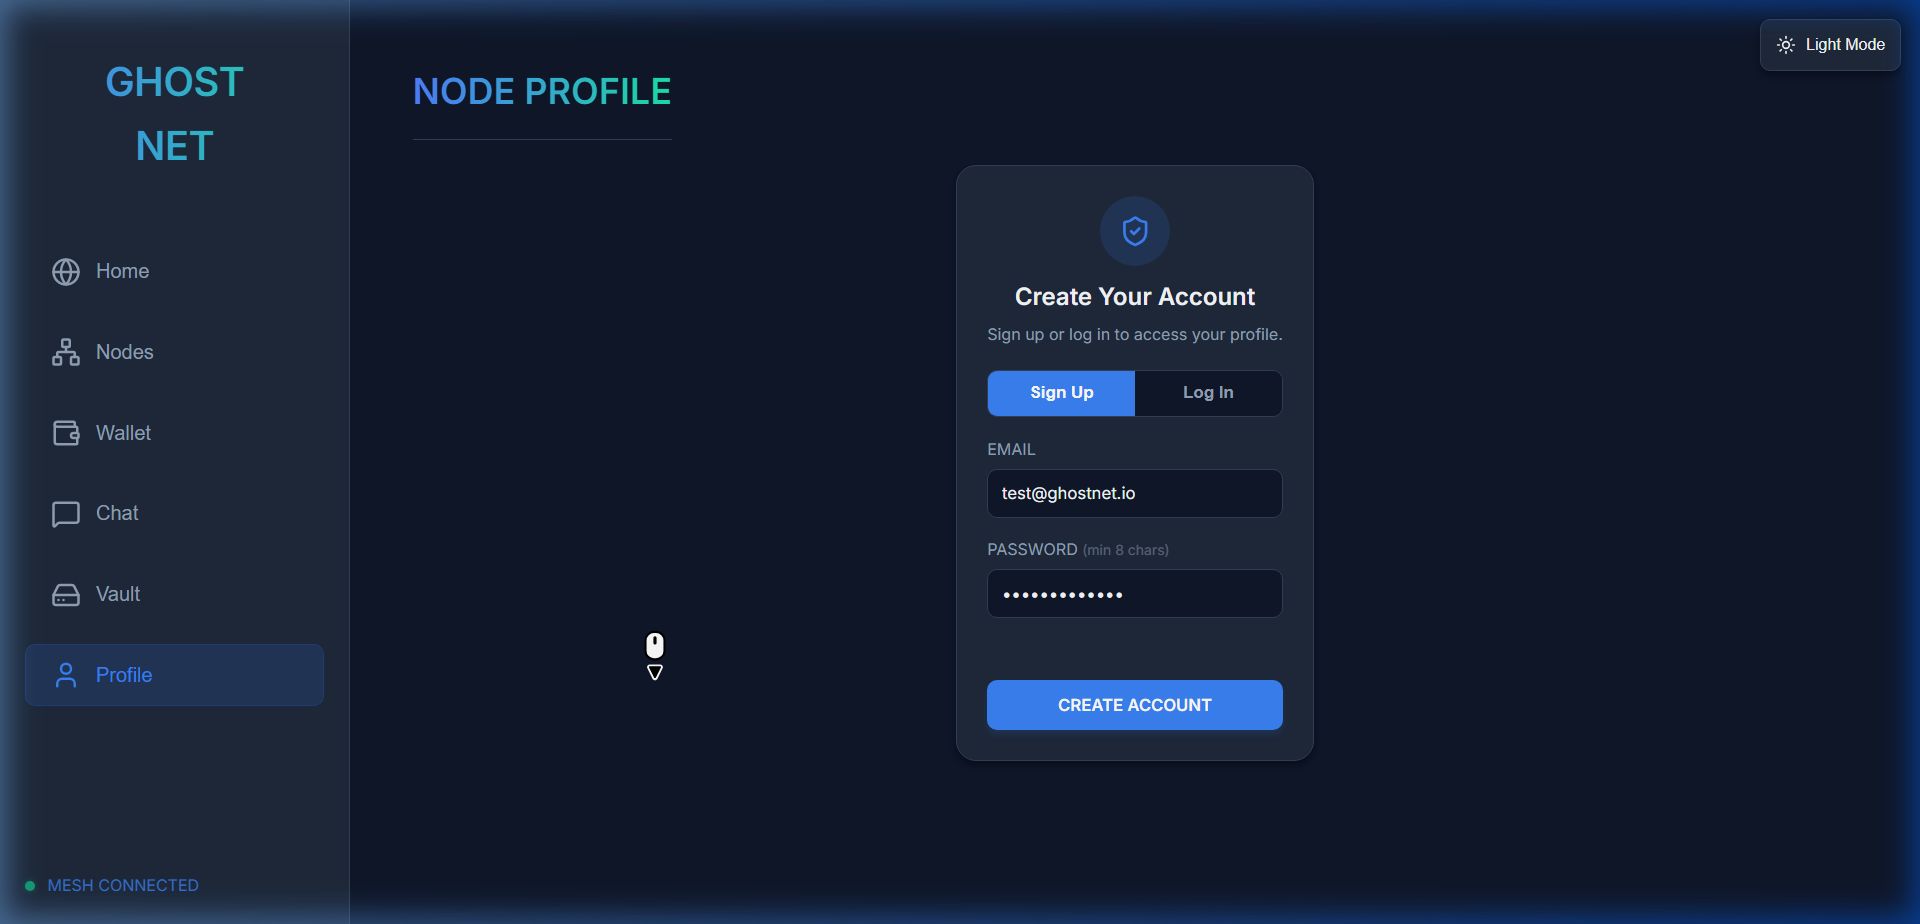 GHOST
NET
Home
Nodes
Wallet
Chat
Vault
Profile
MESH CONNECTED
Light Mode
NODE PROFILE
Create Your Account
Sign up or log in to access your profile.
Sign Up
Log In
EMAIL
test@ghostnet.io
PASSWORD (min 8 chars)
•••••••••••••
CREATE ACCOUNT